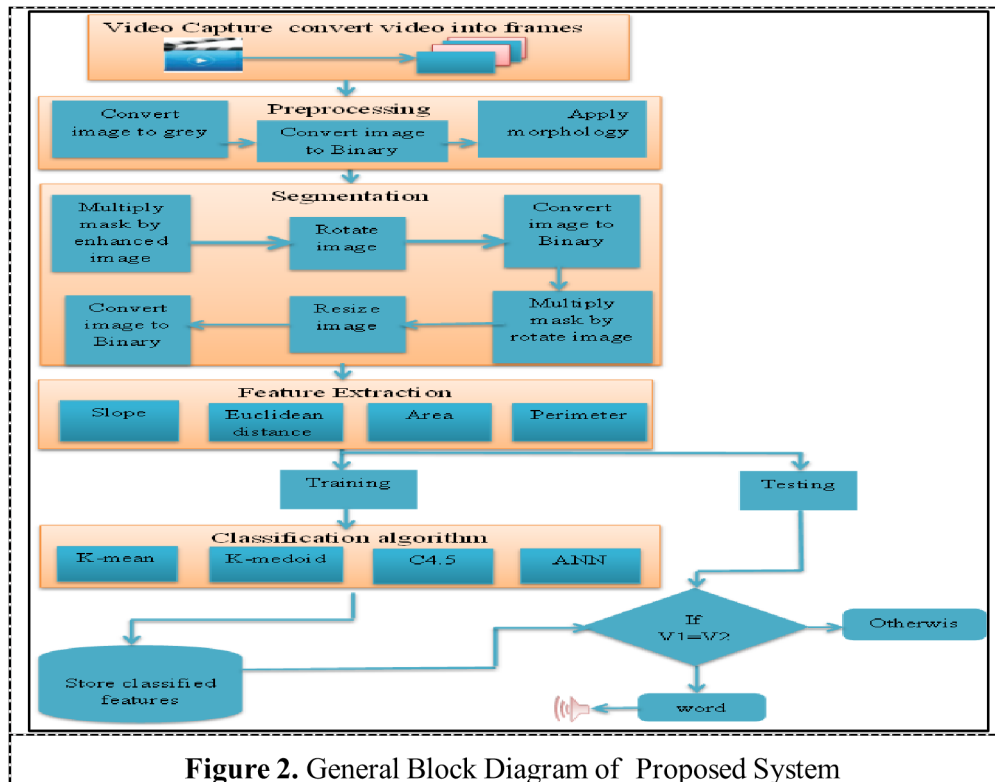 Video Capture convert video into frames
Preprocessing
Convert
image to grey
Convert image
to Binary
Apply
morphology
Segmentation
Multiply
mask by
enhanced
image
Rotate
image
Convert
image to
Binary
Convert
image to
Binary
Resize
image
Multiply
mask by
rotate image
Feature Extraction
Slope
Euclidean
distance
Area
Perimeter
Training
Testing
Classification algorithm
K-mean
K-medoid
C4.5
ANN
If
V1=V2
Otherwis
Store classified
features
word
Figure 2. General Block Diagram of Proposed System